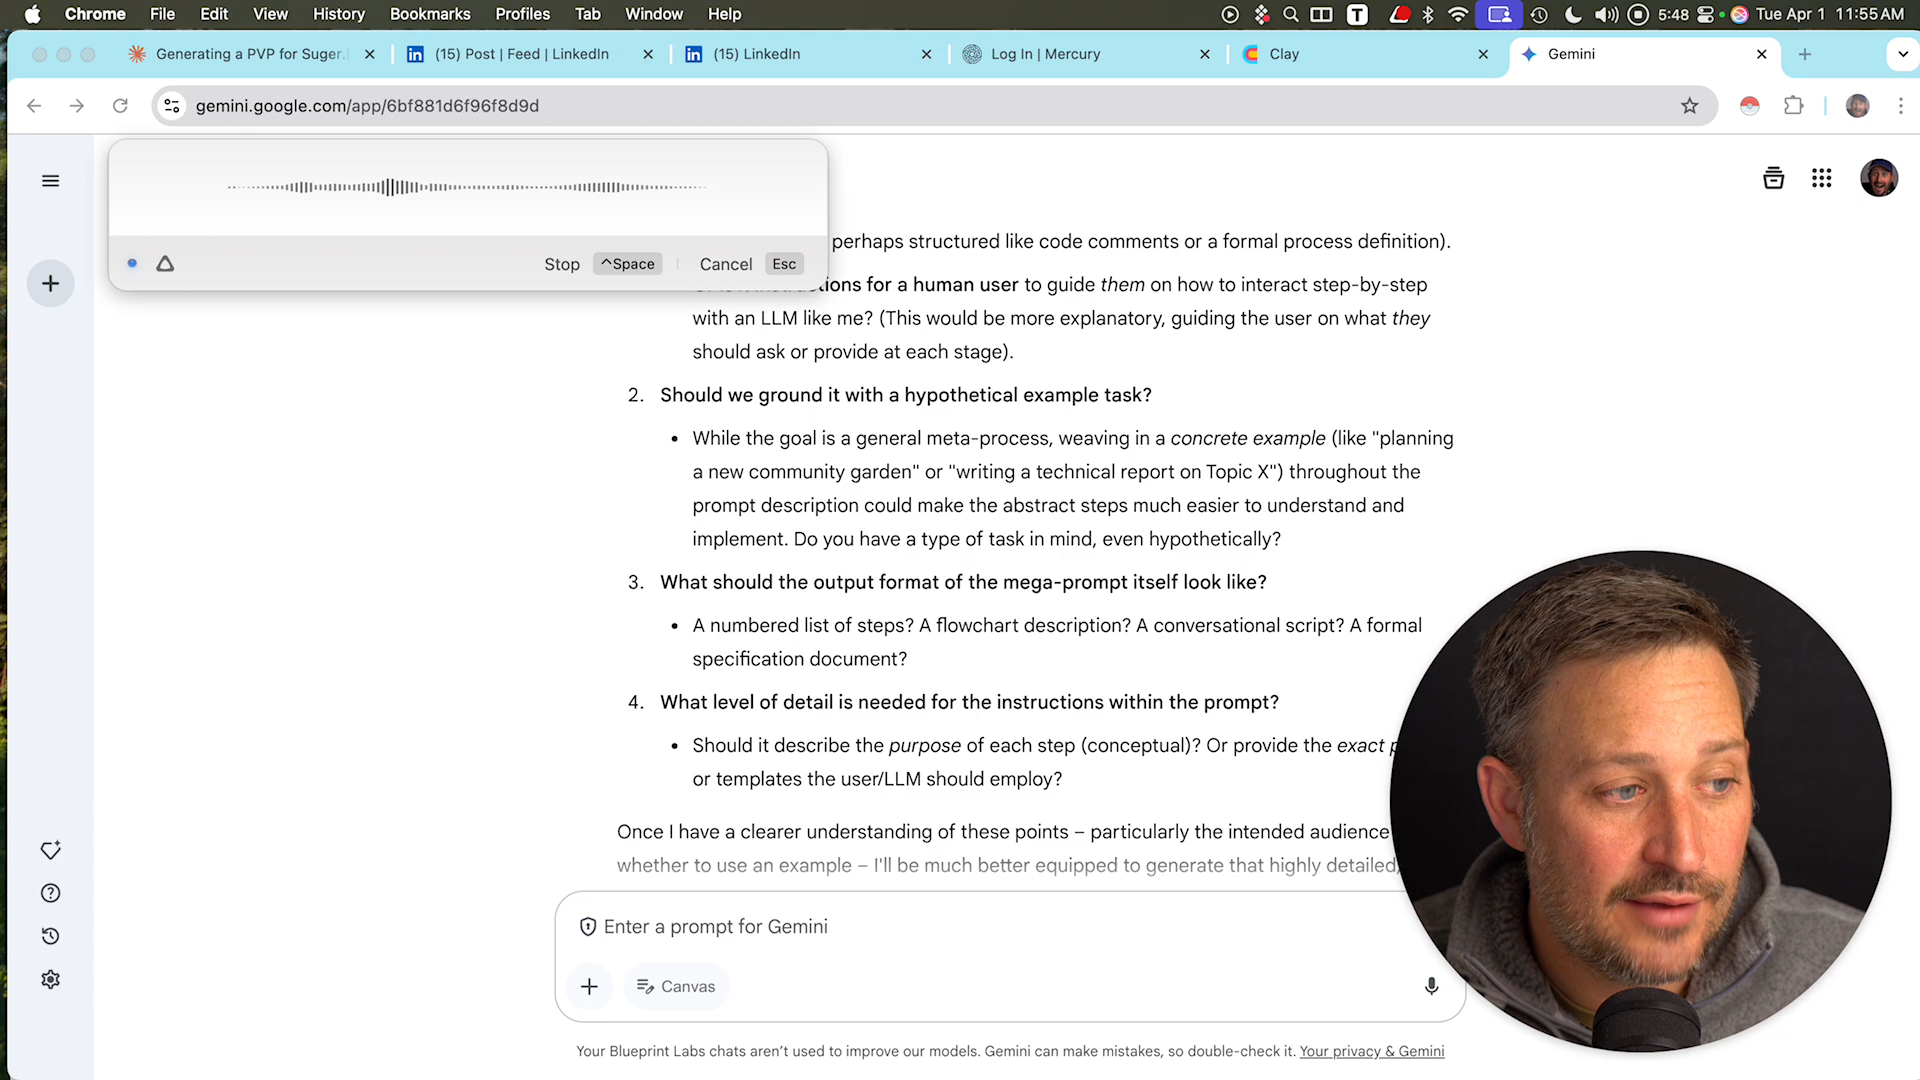 Chrome File Edit View History Bookmarks Profiles Tab Window Help T 5:48 Tue Apr 1 11:55 AM
Generating a PVP for Suger.i (15) Post | Feed | LinkedIn (15) LinkedIn Log In | Mercury Clay Gemini
gemini.google.com/app/6bf881d6f96f8d9d
Stop ^Space Cancel Esc
perhaps structured like code comments or a formal process definition).
for a human user to guide them on how to interact step-by-step
with an LLM like me? (This would be more explanatory, guiding the user on what they
should ask or provide at each stage).
2. Should we ground it with a hypothetical example task?
• While the goal is a general meta-process, weaving in a concrete example (like "planning
a new community garden" or "writing a technical report on Topic X") throughout the
prompt description could make the abstract steps much easier to understand and
implement. Do you have a type of task in mind, even hypothetically?
3. What should the output format of the mega-prompt itself look like?
• A numbered list of steps? A flowchart description? A conversational script? A formal
specification document?
4. What level of detail is needed for the instructions within the prompt?
• Should it describe the purpose of each step (conceptual)? Or provide the exact
or templates the user/LLM should employ?
Once I have a clearer understanding of these points – particularly the intended audience
whether to use an example – I'll be much better equipped to generate that highly detailed,
Enter a prompt for Gemini
Canvas
Your Blueprint Labs chats aren't used to improve our models. Gemini can make mistakes, so double-check it. Your privacy & Gemini